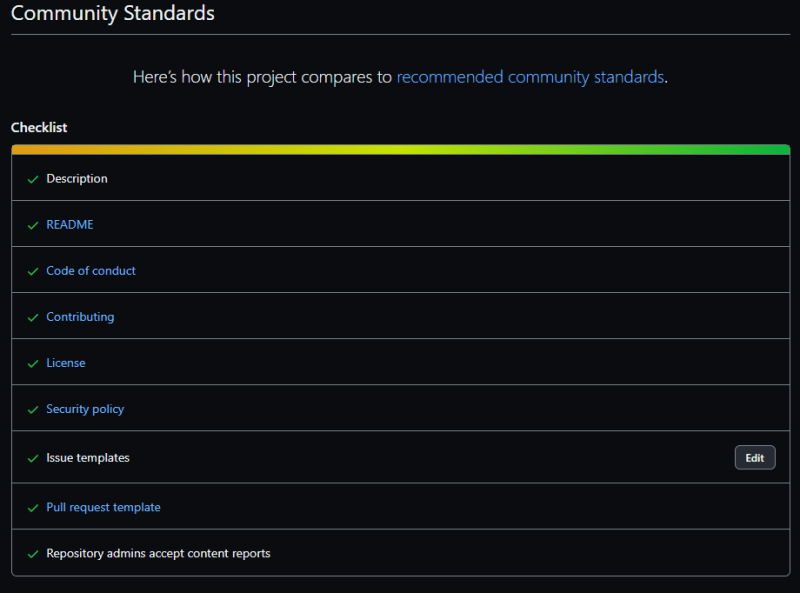 Community Standards
Here's how this project compares to recommended community standards.
Checklist
Description
README
Code of conduct
Contributing
License
Security policy
Issue templates
Edit
Pull request template
Repository admins accept content reports